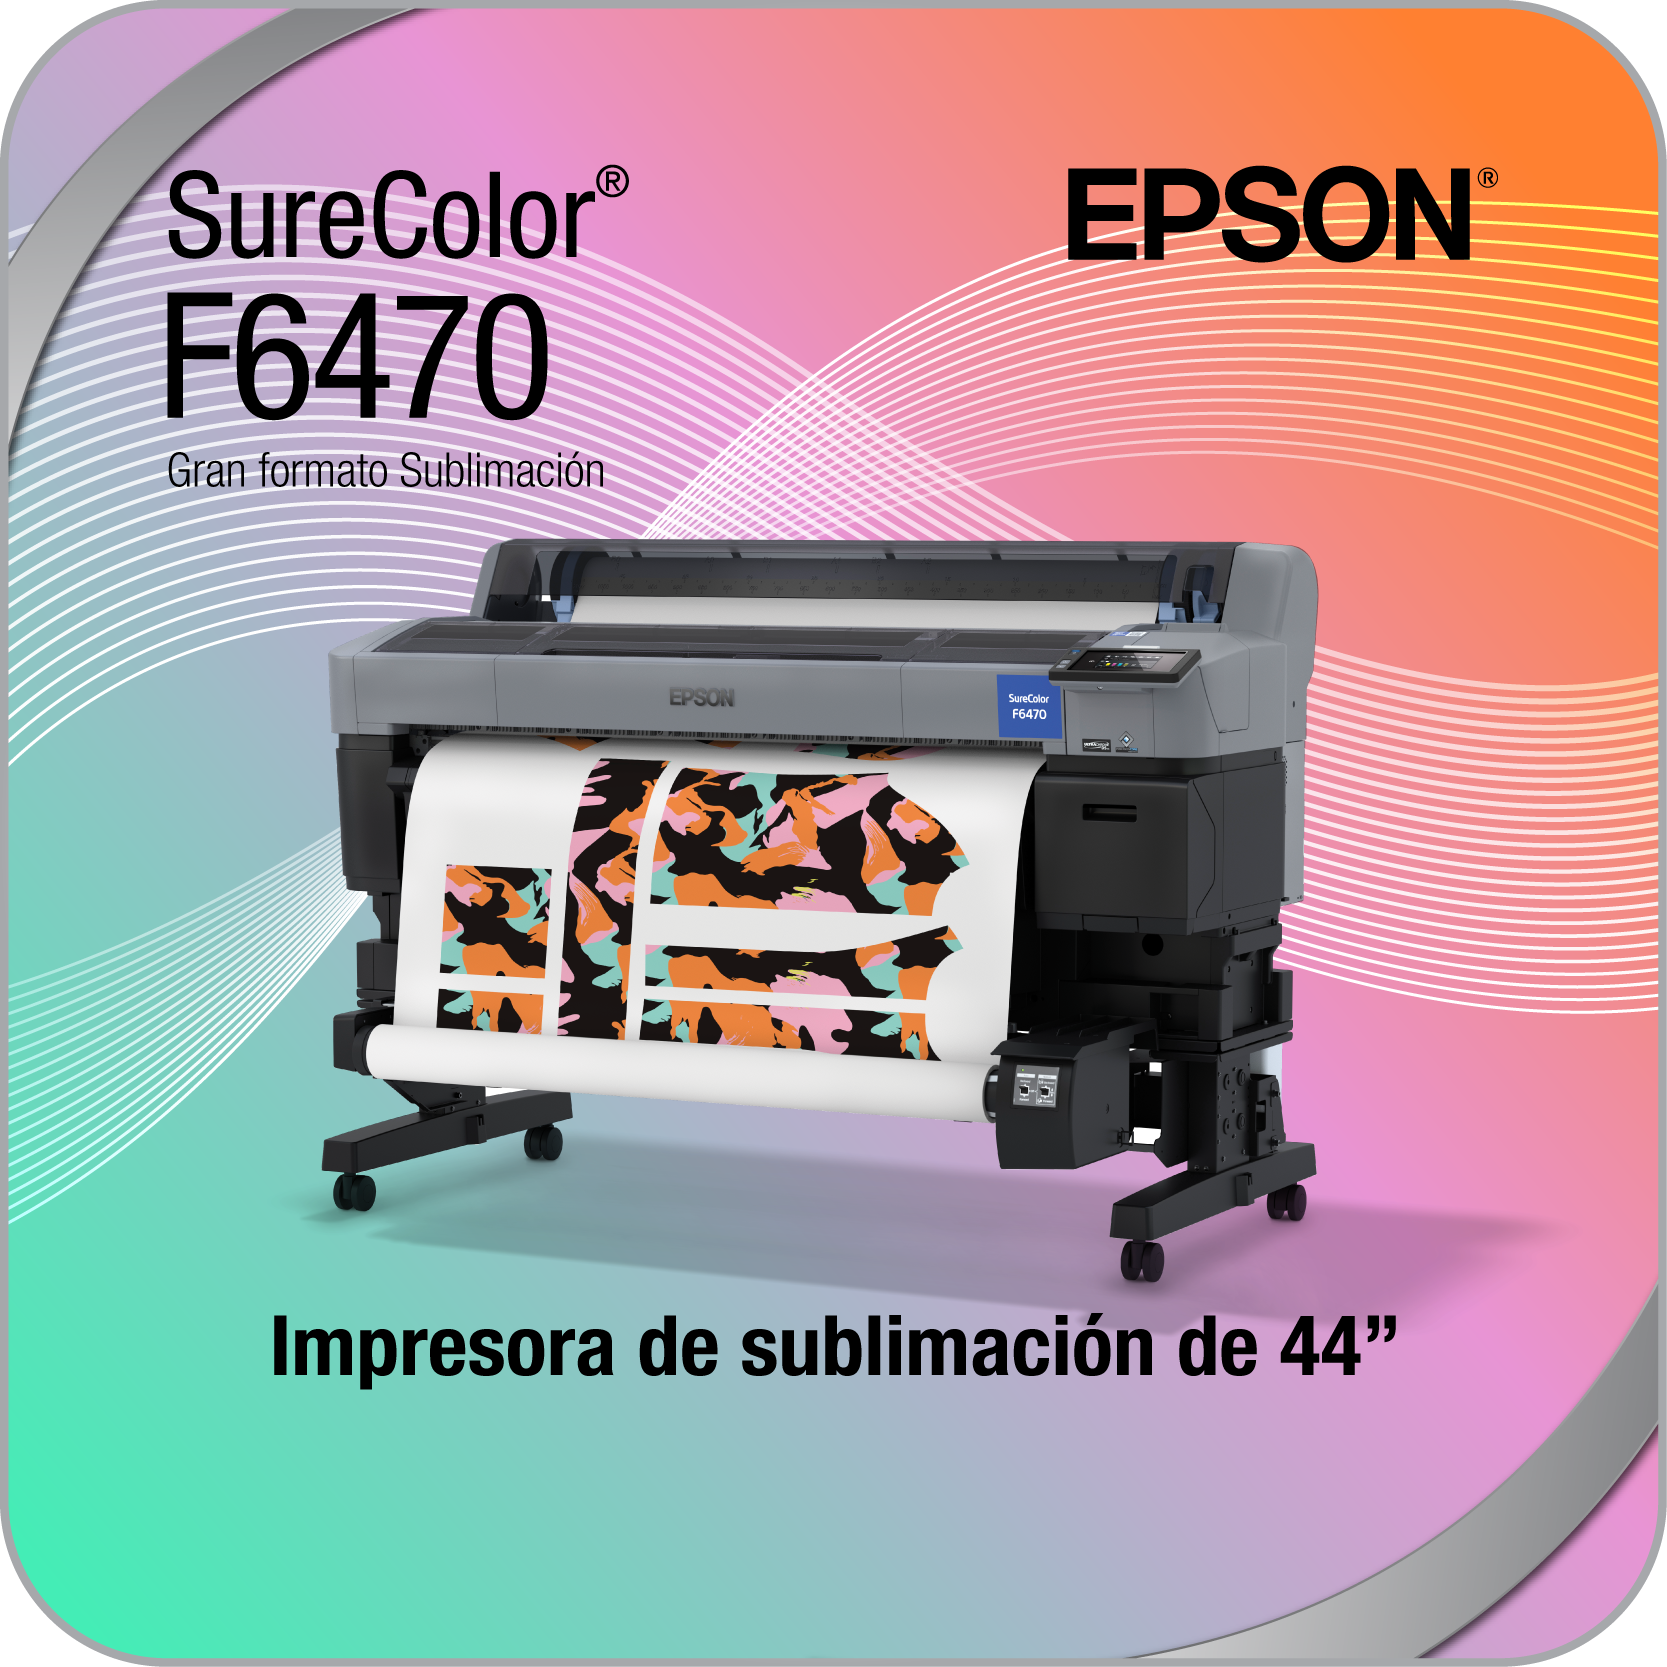 SureColor®
F6470
Gran formato Sublimación
EPSON®
EPSON
SureColor
F6470
Impresora de sublimación de 44”